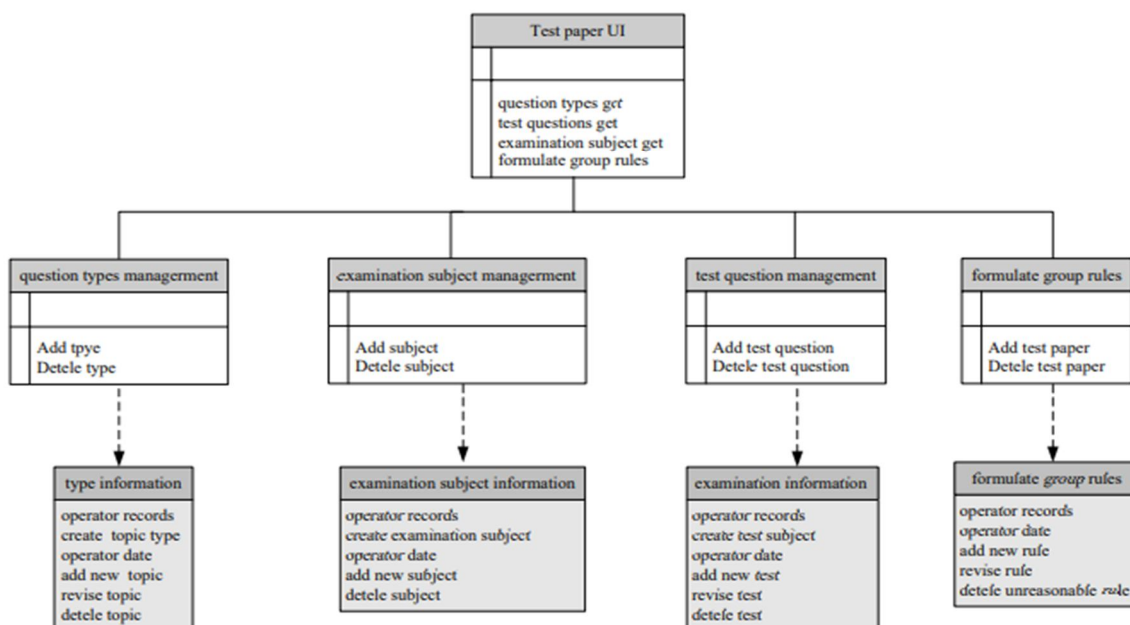 Test paper UI
question types get
test questions get
examination subject get
formulate group rules
question types managerment
Add tpye
Detele type
examination subject managment
Add subject
Detele subject
test question management
Add test question
Detele test question
formulate group rules
Add test paper
Detele test paper
type information
operator records
create topic type
operator date
add new topic
revise topic
detele topic
examination subject information
operator records
create examination subject
operator date
add new subject
detele subject
examination information
operator records
create test subject
operator date
add new test
revise test
detele test
formulate group rules
operator records
operator date
add new rule
revise rule
detele unreasonable rule